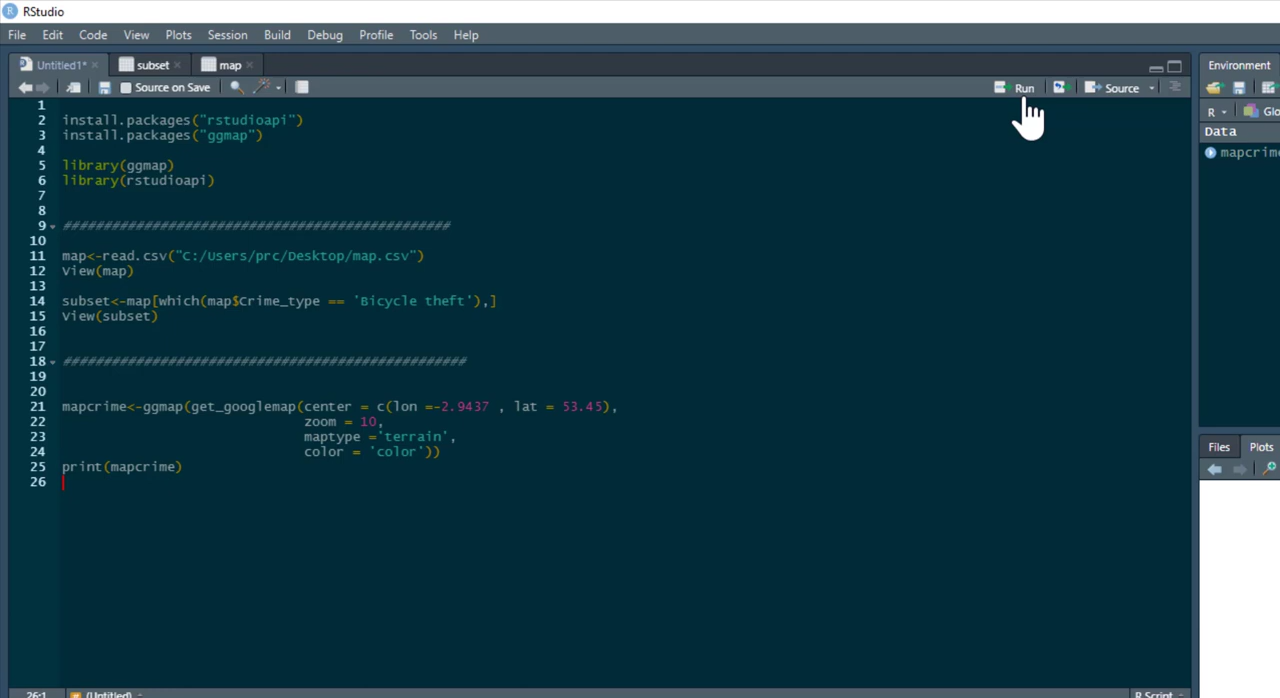 RStudio
File Edit Code View Plots Session Build Debug Profile Tools Help
Untitled1* × subset × map × Environment
Source on Save Run Source
R Glo
1 Data
2 install.packages("rstudioapi")
3 install.packages("ggmap") mapcrime
4
5 library(ggmap)
6 library(rstudioapi)
7
8
9 ################################################
10
11 map<-read.csv("C:/Users/prc/Desktop/map.csv")
12 View(map)
13
14 subset<-map[which(map$Crime_type == 'Bicycle theft'),]
15 View(subset)
16
17
18 ##################################################
19
20
21 mapcrime<-ggmap(get_googlemap(center = c(lon =-2.9437 , lat = 53.45),
22 zoom = 10,
23 maptype ='terrain',
24 color = 'color'))
25 print(mapcrime)
26
Files Plots
26:1 (Untitled) R Script